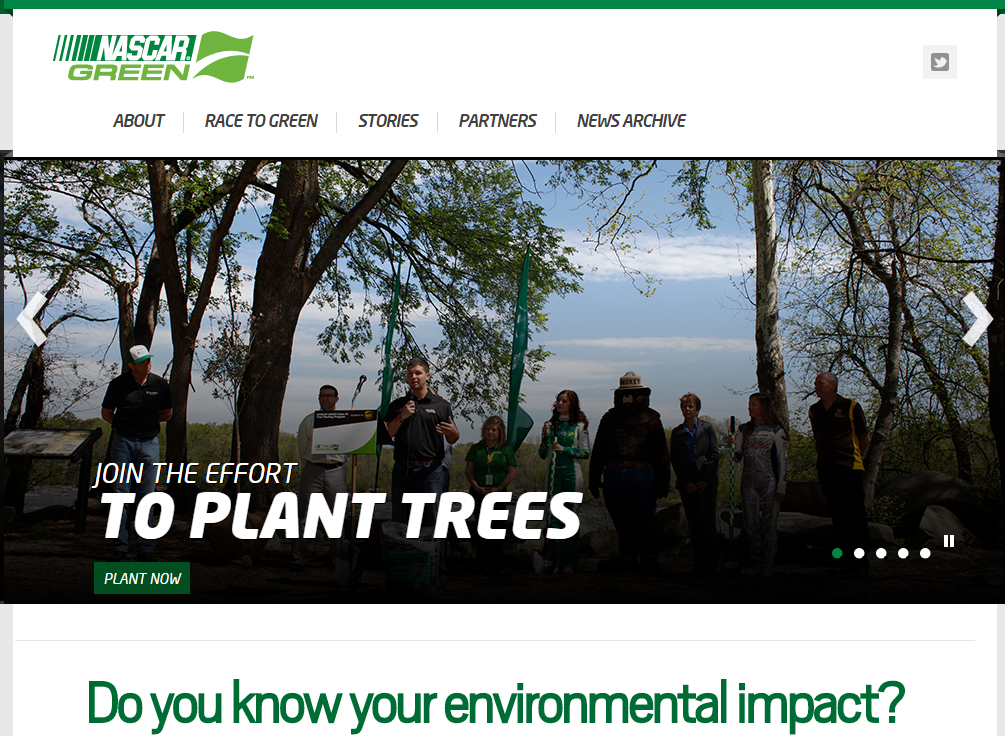 NASCAR
GREEN™
ABOUT
RACE TO GREEN
STORIES
PARTNERS
NEWS ARCHIVE
SMOKEY
JOIN THE EFFORT
TO PLANT TREES
PLANT NOW
Do you know your environmental impact?